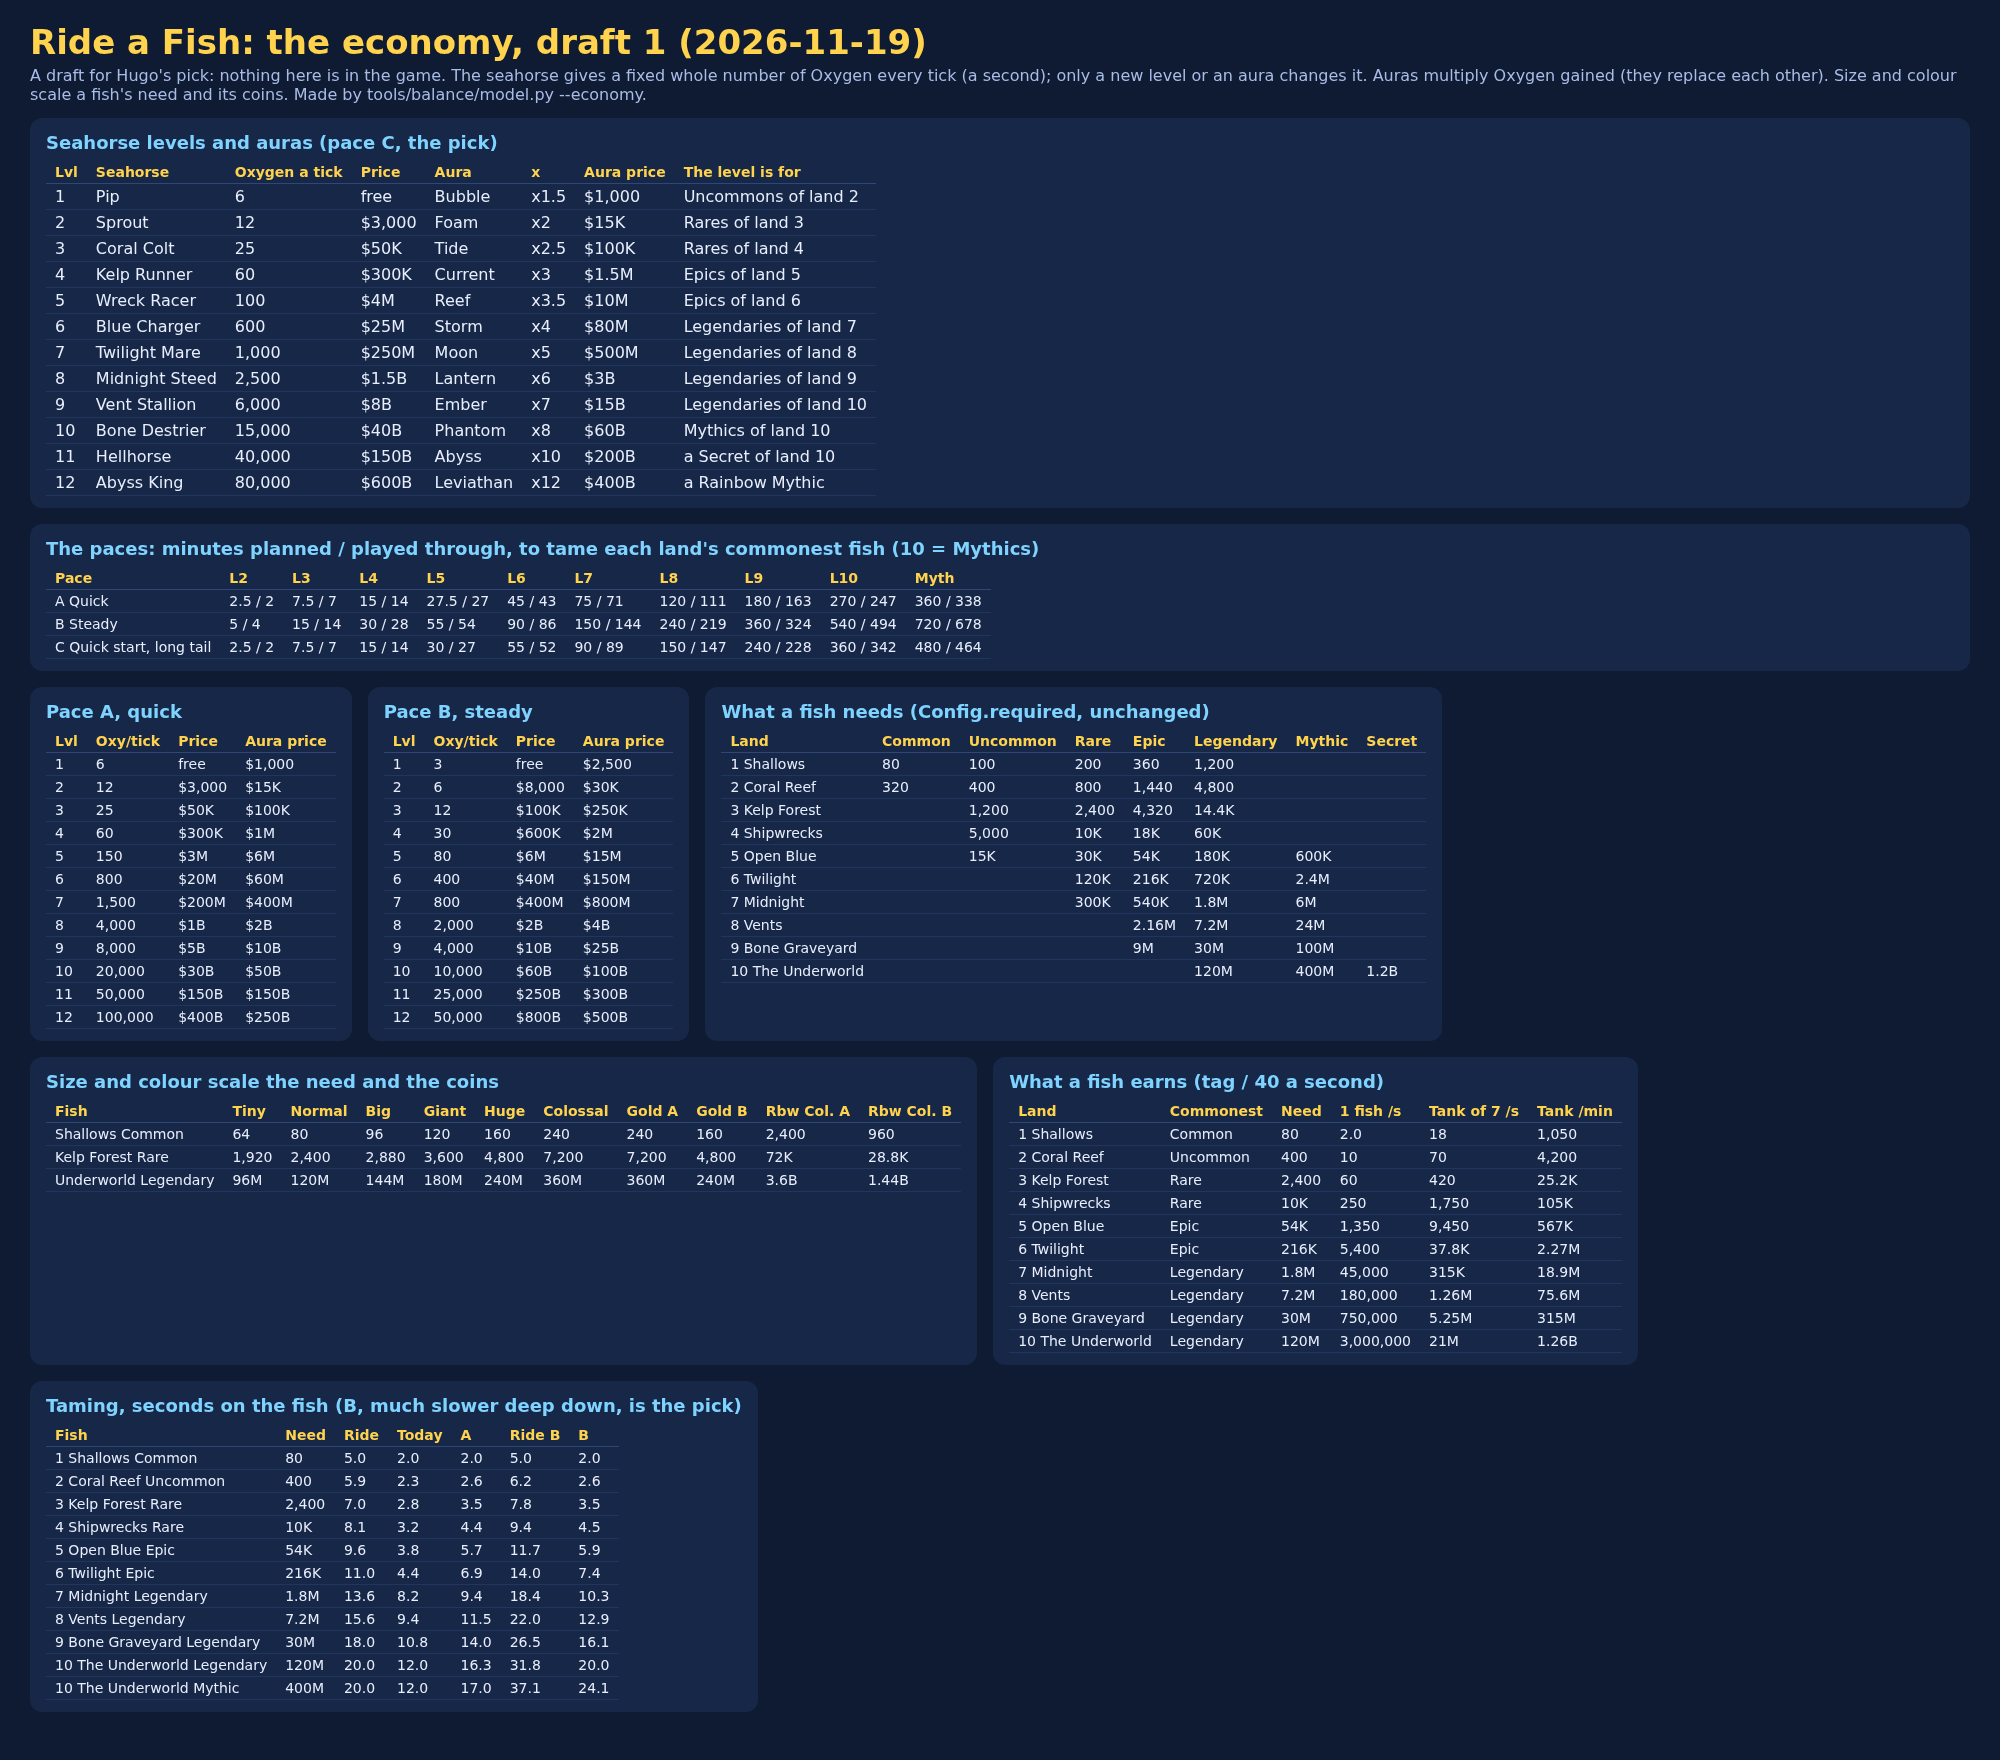 Ride a Fish: the economy, draft 1 (2026-11-19)
A draft for Hugo's pick: nothing here is in the game. The seahorse gives a fixed whole number of Oxygen every tick (a second); only a new level or an aura changes it. Auras multiply Oxygen gained (they replace each other). Size and colour
scale a fish's need and its coins. Made by tools/balance/model.py --economy.
Seahorse levels and auras (pace C, the pick)
Lvl Seahorse Oxygen a tick Price Aura x Aura price The level is for
1 Pip 6 free Bubble x1.5 $1,000 Uncommons of land 2
2 Sprout 12 $3,000 Foam x2 $15K Rares of land 3
3 Coral Colt 25 $50K Tide x2.5 $100K Rares of land 4
4 Kelp Runner 60 $300K Current x3 $1.5M Epics of land 5
5 Wreck Racer 100 $4M Reef x3.5 $10M Epics of land 6
6 Blue Charger 600 $25M Storm x4 $80M Legendaries of land 7
7 Twilight Mare 1,000 $250M Moon x5 $500M Legendaries of land 8
8 Midnight Steed 2,500 $1.5B Lantern x6 $3B Legendaries of land 9
9 Vent Stallion 6,000 $8B Ember x7 $15B Legendaries of land 10
10 Bone Destrier 15,000 $40B Phantom x8 $60B Mythics of land 10
11 Hellhorse 40,000 $150B Abyss x10 $200B a Secret of land 10
12 Abyss King 80,000 $600B Leviathan x12 $400B a Rainbow Mythic
The paces: minutes planned / played through, to tame each land's commonest fish (10 = Mythics)
Pace L2 L3 L4 L5 L6 L7 L8 L9 L10 Myth
A Quick 2.5 / 2 7.5 / 7 15 / 14 27.5 / 27 45 / 43 75 / 71 120 / 111 180 / 163 270 / 247 360 / 338
B Steady 5 / 4 15 / 14 30 / 28 55 / 54 90 / 86 150 / 144 240 / 219 360 / 324 540 / 494 720 / 678
C Quick start, long tail 2.5 / 2 7.5 / 7 15 / 14 30 / 27 55 / 52 90 / 89 150 / 147 240 / 228 360 / 342 480 / 464
Pace A, quick
Lvl Oxy/tick Price Aura price
1 6 free $1,000
2 12 $3,000 $15K
3 25 $50K $100K
4 60 $300K $1M
5 150 $3M $6M
6 800 $20M $60M
7 1,500 $200M $400M
8 4,000 $1B $2B
9 8,000 $5B $10B
10 20,000 $30B $50B
11 50,000 $150B $150B
12 100,000 $400B $250B
Pace B, steady
Lvl Oxy/tick Price Aura price
1 3 free $2,500
2 6 $8,000 $30K
3 12 $100K $250K
4 30 $600K $2M
5 80 $6M $15M
6 400 $40M $150M
7 800 $400M $800M
8 2,000 $2B $4B
9 4,000 $10B $25B
10 10,000 $60B $100B
11 25,000 $250B $300B
12 50,000 $800B $500B
What a fish needs (Config.required, unchanged)
Land Common Uncommon Rare Epic Legendary Mythic Secret
1 Shallows 80 100 200 360 1,200
2 Coral Reef 320 400 800 1,440 4,800
3 Kelp Forest 1,200 2,400 4,320 14.4K
4 Shipwrecks 5,000 10K 18K 60K
5 Open Blue 15K 30K 54K 180K 600K
6 Twilight 120K 216K 720K 2.4M
7 Midnight 300K 540K 1.8M 6M
8 Vents 2.16M 7.2M 24M
9 Bone Graveyard 9M 30M 100M
10 The Underworld 120M 400M 1.2B
Size and colour scale the need and the coins
Fish Tiny Normal Big Giant Huge Colossal Gold A Gold B Rbw Col. A Rbw Col. B
Shallows Common 64 80 96 120 160 240 240 160 2,400 960
Kelp Forest Rare 1,920 2,400 2,880 3,600 4,800 7,200 7,200 4,800 72K 28.8K
Underworld Legendary 96M 120M 144M 180M 240M 360M 360M 240M 3.6B 1.44B
What a fish earns (tag / 40 a second)
Land Commonest Need 1 fish /s Tank of 7 /s Tank /min
1 Shallows Common 80 2.0 18 1,050
2 Coral Reef Uncommon 400 10 70 4,200
3 Kelp Forest Rare 2,400 60 420 25.2K
4 Shipwrecks Rare 10K 250 1,750 105K
5 Open Blue Epic 54K 1,350 9,450 567K
6 Twilight Epic 216K 5,400 37.8K 2.27M
7 Midnight Legendary 1.8M 45,000 315K 18.9M
8 Vents Legendary 7.2M 180,000 1.26M 75.6M
9 Bone Graveyard Legendary 30M 750,000 5.25M 315M
10 The Underworld Legendary 120M 3,000,000 21M 1.26B
Taming, seconds on the fish (B, much slower deep down, is the pick)
Fish Need Ride Today A Ride B B
1 Shallows Common 80 5.0 2.0 2.0 5.0 2.0
2 Coral Reef Uncommon 400 5.9 2.3 2.6 6.2 2.6
3 Kelp Forest Rare 2,400 7.0 2.8 3.5 7.8 3.5
4 Shipwrecks Rare 10K 8.1 3.2 4.4 9.4 4.5
5 Open Blue Epic 54K 9.6 3.8 5.7 11.7 5.9
6 Twilight Epic 216K 11.0 4.4 6.9 14.0 7.4
7 Midnight Legendary 1.8M 13.6 8.2 9.4 18.4 10.3
8 Vents Legendary 7.2M 15.6 9.4 11.5 22.0 12.9
9 Bone Graveyard Legendary 30M 18.0 10.8 14.0 26.5 16.1
10 The Underworld Legendary 120M 20.0 12.0 16.3 31.8 20.0
10 The Underworld Mythic 400M 20.0 12.0 17.0 37.1 24.1